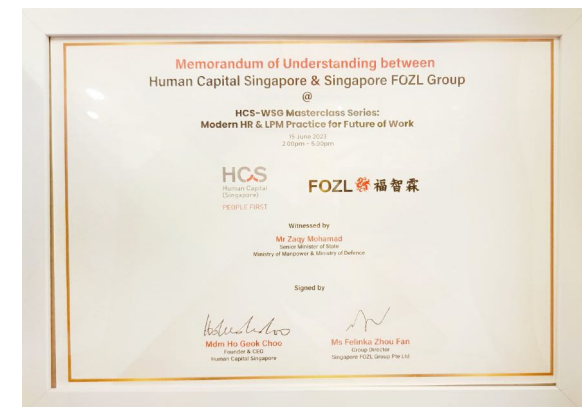 Memorandum of Understanding between
Human Capital Singapore & Singapore FOZL Group
@
HCS-WSG Masterclass Series:
Modern HR & LPM Practice for Future of Work
15 June 2023
2.00pm – 5.00pm
HCS
Human Capital
(Singapore)
PEOPLE FIRST
FOZL 福智霖
Witnessed by
Mr Zaqy Mohamad
Senior Minister of State
Ministry of Manpower & Ministry of Defence
Signed by
Mdm Ho Geok Choo
Founder & CEO
Human Capital Singapore
Ms Felinka Zhou Fan
Group Director
Singapore FOZL Group Pte Ltd